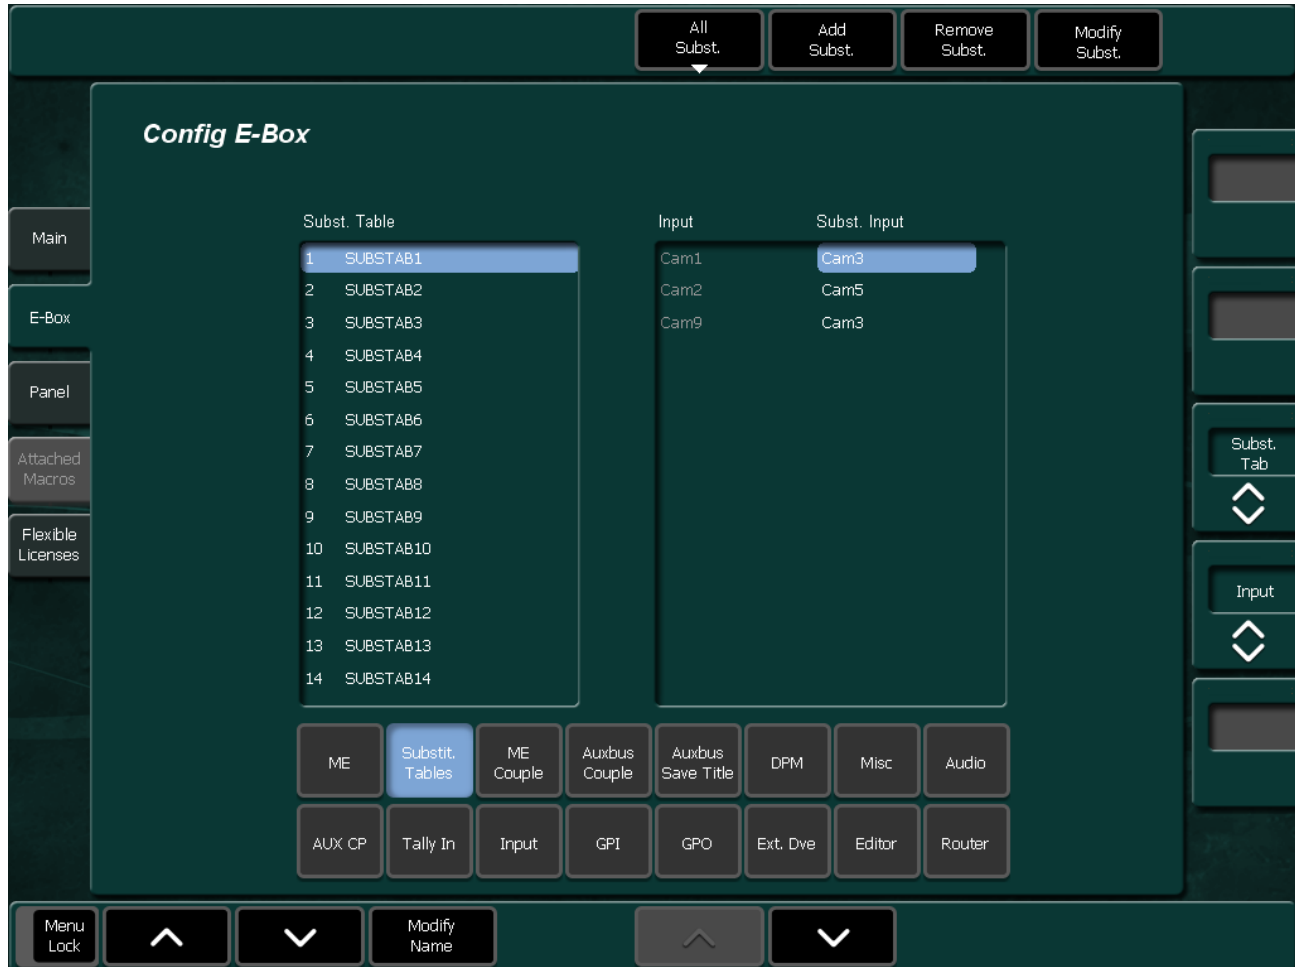 All
Subst.
Add
Subst.
Remove
Subst.
Modify
Subst.
Config E-Box
Subst. Table
Input
Subst. Input
1 SUBSTAB1
2 SUBSTAB2
3 SUBSTAB3
4 SUBSTAB4
5 SUBSTAB5
6 SUBSTAB6
7 SUBSTAB7
8 SUBSTAB8
9 SUBSTAB9
10 SUBSTAB10
11 SUBSTAB11
12 SUBSTAB12
13 SUBSTAB13
14 SUBSTAB14
Cam1 Cam3
Cam2 Cam5
Cam9 Cam3
Main
E-Box
Panel
Attached
Macros
Flexible
Licenses
Subst.
Tab
Input
ME
Substit.
Tables
ME
Couple
Auxbus
Couple
Auxbus
Save Title
DPM
Misc
Audio
AUX CP
Tally In
Input
GPI
GPO
Ext. Dve
Editor
Router
Menu
Lock
Modify
Name